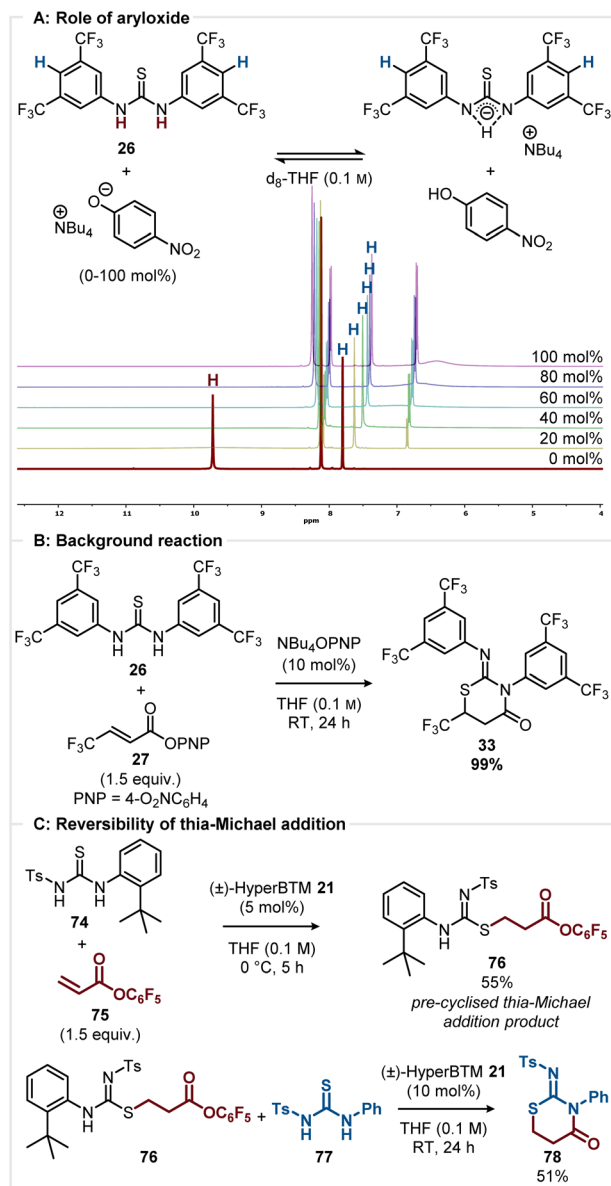 A: Role of aryloxide
CF3
CF3
H
S
H
F3C
N
H
N
H
CF3
26
+
⊕
NBu4
O⊖
NO2
(0-100 mol%)
d8-THF (0.1 M)
CF3
CF3
H
S
H
F3C
N
⊖
N
H
CF3
⊕
NBu4
+
HO
NO2
H
H
H
H
H
H
H
100 mol%
80 mol%
60 mol%
40 mol%
20 mol%
0 mol%
12
11
10
9
8
7
6
5
4
ppm
B: Background reaction
CF3
CF3
S
F3C
N
H
N
H
CF3
26
+
O
F3C
OPNP
27
(1.5 equiv.)
PNP = 4-O2NC6H4
NBu4OPNP
(10 mol%)
THF (0.1 M)
RT, 24 h
CF3
F3C
N
CF3
S
N
CF3
F3C
O
33
99%
C: Reversibility of thia-Michael addition
S
Ts
N
H
N
H
74
+
O
OC6F5
75
(1.5 equiv.)
(±)-HyperBTM 21
(5 mol%)
THF (0.1 M)
0 °C, 5 h
N
Ts
N
H
S
O
OC6F5
76
55%
pre-cyclised thia-Michael
addition product
N
Ts
N
H
S
O
OC6F5
76
+
S
Ts
N
H
N
H
Ph
77
(±)-HyperBTM 21
(10 mol%)
THF (0.1 M)
RT, 24 h
Ts
N
S
N
Ph
O
78
51%